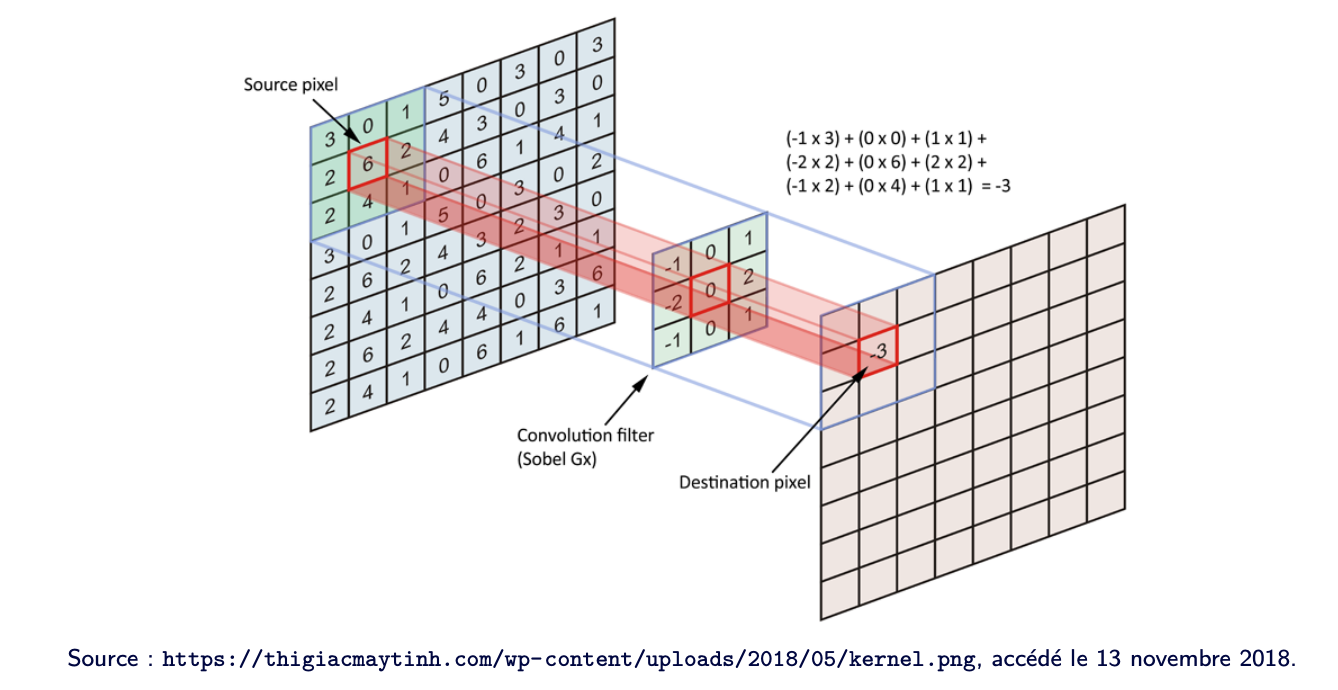 Source pixel
3 0 1 5 0 3 0 3
2 6 2 4 3 0 3 0
2 4 1 0 6 1 4 1
3 0 1 5 0 3 0 2
2 6 2 4 3 2 3 0
2 4 1 0 6 2 1 1
2 6 2 4 4 0 3 6
2 4 1 0 6 1 6 1
(-1 x 3) + (0 x 0) + (1 x 1) +
(-2 x 2) + (0 x 6) + (2 x 2) +
(-1 x 2) + (0 x 4) + (1 x 1) = -3
-1 0 1
-2 0 2
-1 0 1
-3
Convolution filter
(Sobel Gx)
Destination pixel
Source : https://thigiacmaytinh.com/wp-content/uploads/2018/05/kernel.png, accédé le 13 novembre 2018.